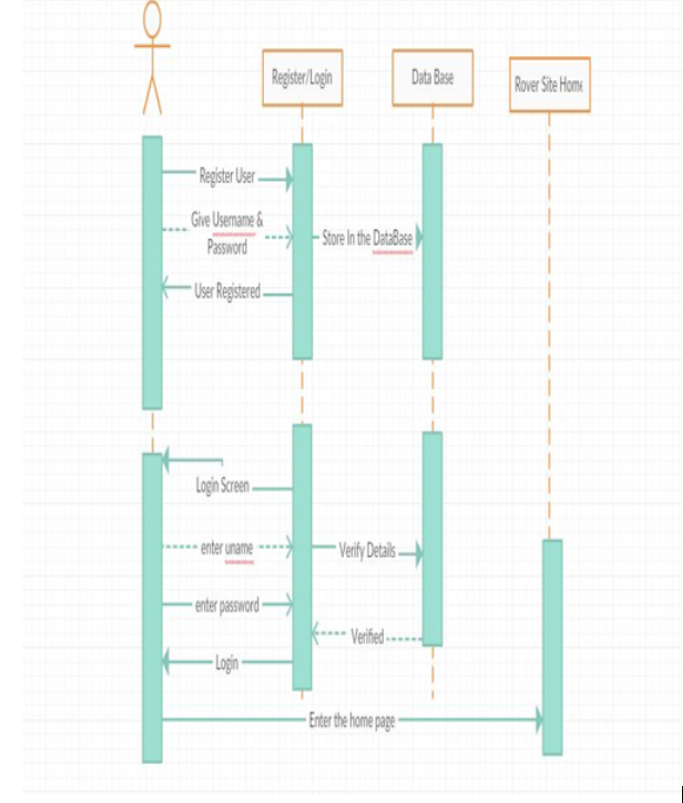 Register/Login
Data Base
Rover Site Home
Register User
Give Username &
Password
Store In the DataBase
User Registered
Login Screen
enter uname
Verify Details
enter password
Verified
Login
Enter the home page